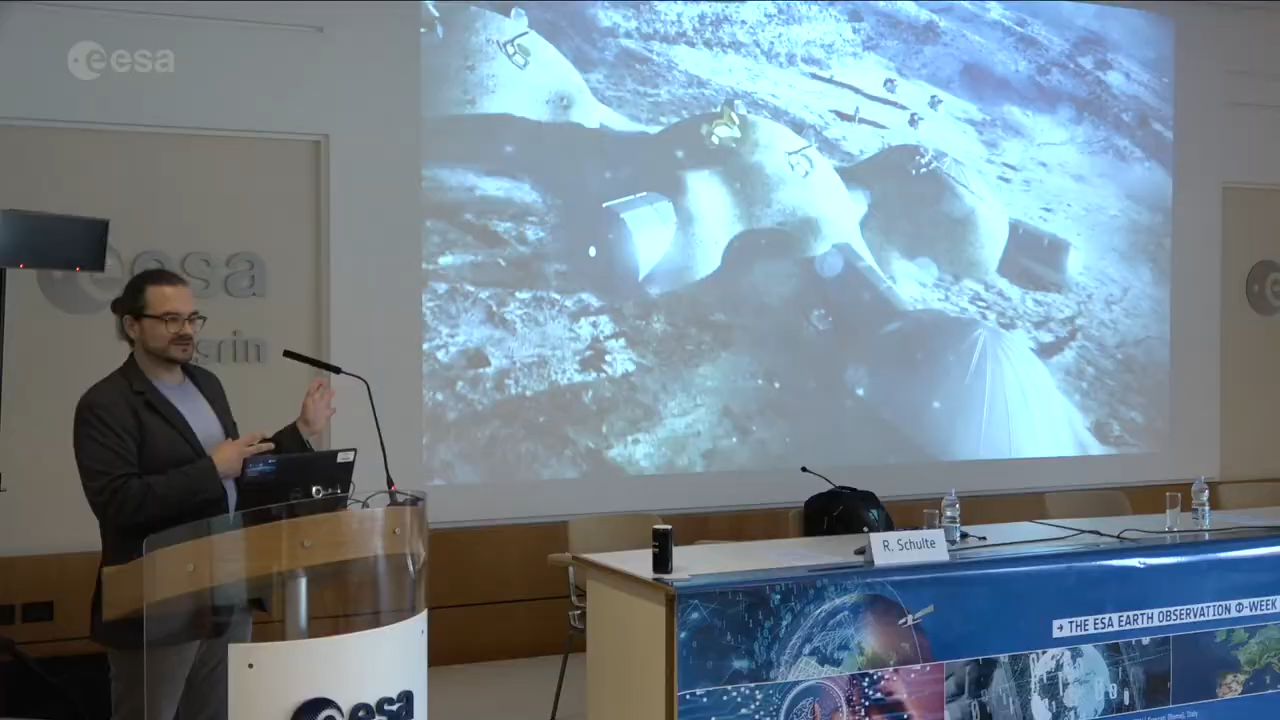 esa
esa
esrin
R. Schulte
→ THE ESA EARTH OBSERVATION Φ-WEEK
esa